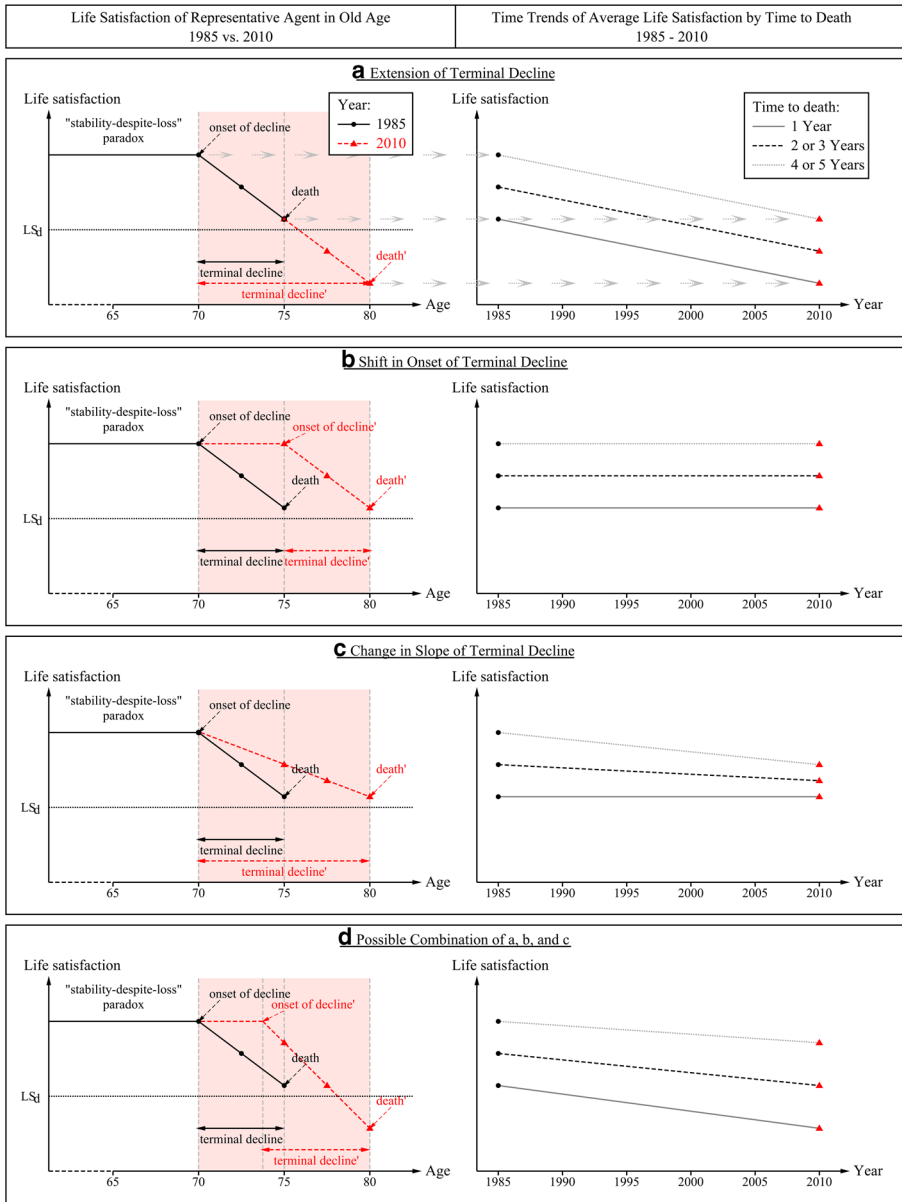 Life Satisfaction of Representative Agent in Old Age
1985 vs. 2010
Time Trends of Average Life Satisfaction by Time to Death
1985 - 2010
a Extension of Terminal Decline
Life satisfaction
"stability-despite-loss"
paradox
onset of decline
Year:
1985
2010
death
LSd
death'
terminal decline
terminal decline'
Age
65
70
75
80
Life satisfaction
Time to death:
1 Year
2 or 3 Years
4 or 5 Years
Year
1985
1990
1995
2000
2005
2010
b Shift in Onset of Terminal Decline
Life satisfaction
"stability-despite-loss"
paradox
onset of decline
onset of decline'
death
death'
LSd
terminal decline
terminal decline'
Age
65
70
75
80
Life satisfaction
Year
1985
1990
1995
2000
2005
2010
c Change in Slope of Terminal Decline
Life satisfaction
"stability-despite-loss"
paradox
onset of decline
death
death'
LSd
terminal decline
terminal decline'
Age
65
70
75
80
Life satisfaction
Year
1985
1990
1995
2000
2005
2010
d Possible Combination of a, b, and c
Life satisfaction
"stability-despite-loss"
paradox
onset of decline
onset of decline'
death
LSd
death'
terminal decline
terminal decline'
Age
65
70
75
80
Life satisfaction
Year
1985
1990
1995
2000
2005
2010